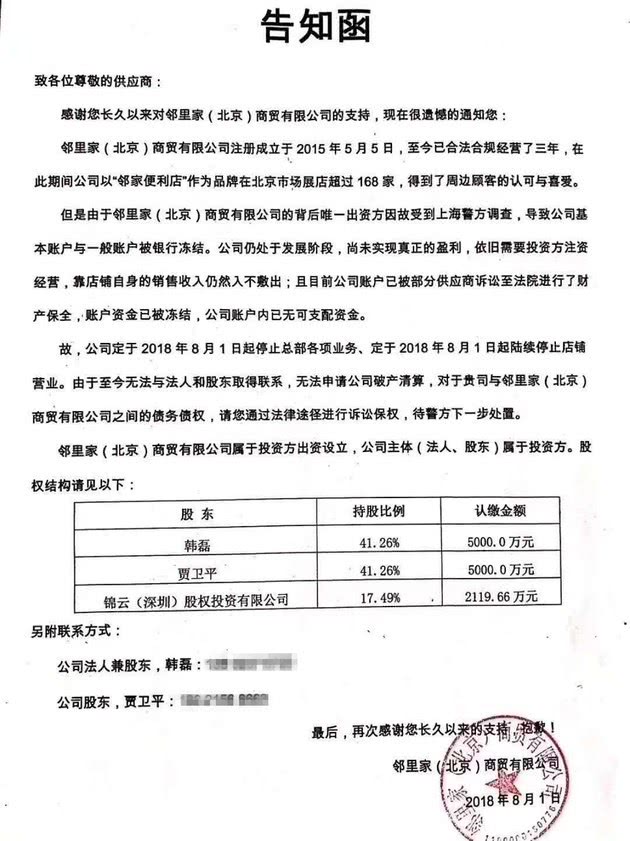 告知函
致各位尊敬的供应商：
感谢您长久以来对邻里家（北京）商贸有限公司的支持，现在很遗憾的通知您：
邻里家（北京）商贸有限公司注册成立于 2015 年 5 月 5 日，至今已合法合规经营了三年，在
此期间公司以“邻家便利店”作为品牌在北京市场展店超过 168 家，得到了周边顾客的认可与喜爱。
但是由于邻里家（北京）商贸有限公司的背后唯一出资方因故受到上海警方调查，导致公司基
本账户与一般账户被银行冻结。公司仍处于发展阶段，尚未实现真正的盈利，依旧需要投资方注资
经营，靠店铺自身的销售收入仍然入不敷出；且目前公司账户已被部分供应商诉讼至法院进行了财
产保全，账户资金已被冻结，公司账户内已无可支配资金。
故，公司定于 2018 年 8 月 1 日起停止总部各项业务、定于 2018 年 8 月 1 日起陆续停止店铺
营业。由于至今无法与法人和股东取得联系，无法申请公司破产清算，对于贵司与邻里家（北京）
商贸有限公司之间的债务债权，请您通过法律途径进行诉讼保权，待警方下一步处置。
邻里家（北京）商贸有限公司属于投资方出资设立，公司主体（法人、股东）属于投资方。股
权结构请见以下：
股 东 持股比例 认缴金额
韩磊 41.26% 5000.0 万元
贾卫平 41.26% 5000.0 万元
锦云（深圳）股权投资有限公司 17.49% 2119.66 万元
另附联系方式：
公司法人兼股东，韩磊：
公司股东，贾卫平：
最后，再次感谢您长久以来的支持，抱歉！
邻里家（北京）商贸有限公司
2018 年 8 月 1 日
邻里家（北京）商贸有限公司